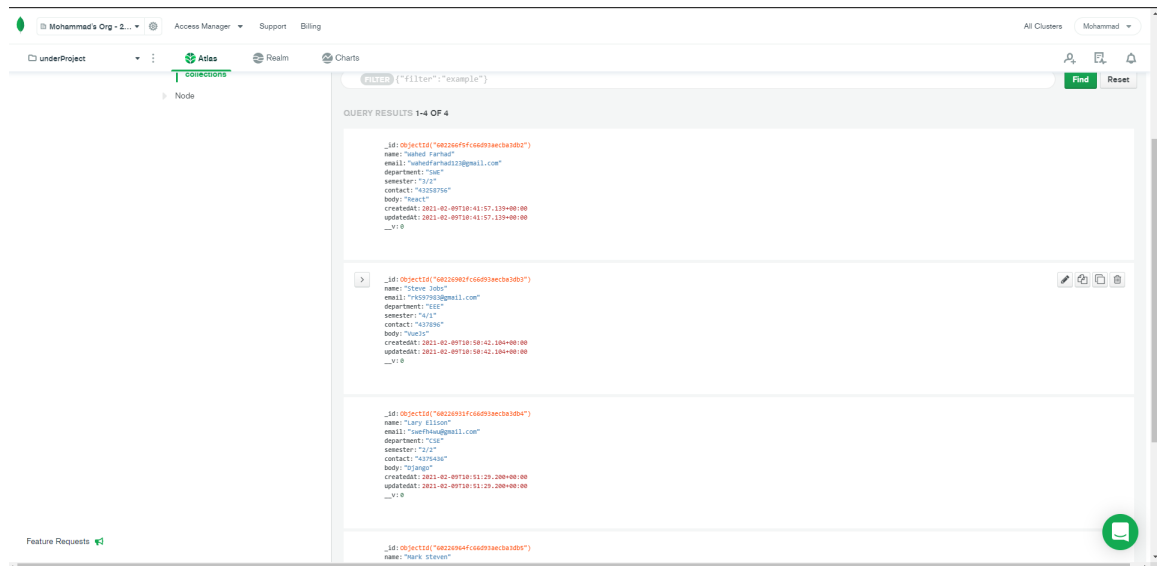 Mohammad's Org - 2... Access Manager Support Billing All Clusters Mohammad
underProject Atlas Realm Charts
collections
FILTER {"filter":"example"} Find Reset
Node
QUERY RESULTS 1-4 OF 4
_id:ObjectId("602266f5fc66d93aecba3db2")
name:"Wahed Farhad"
email:"wahedfarhad123@gmail.com"
department:"SWE"
semester:"3/2"
contact:"43258756"
body:"React"
createdAt:2021-02-09T10:41:57.139+00:00
updatedAt:2021-02-09T10:41:57.139+00:00
__v:0
_id:ObjectId("60226902fc66d93aecba3db3")
name:"Steve Jobs"
email:"rk597983@gmail.com"
department:"EEE"
semester:"4/1"
contact:"437896"
body:"VueJs"
createdAt:2021-02-09T10:50:42.104+00:00
updatedAt:2021-02-09T10:50:42.104+00:00
__v:0
_id:ObjectId("60226931fc66d93aecba3db4")
name:"Lary Elison"
email:"swefh4wu@gmail.com"
department:"CSE"
semester:"2/2"
contact:"4375436"
body:"Django"
createdAt:2021-02-09T10:51:29.200+00:00
updatedAt:2021-02-09T10:51:29.200+00:00
__v:0
Feature Requests
_id:ObjectId("60226964fc66d93aecba3db5")
name:"Mark Steven"